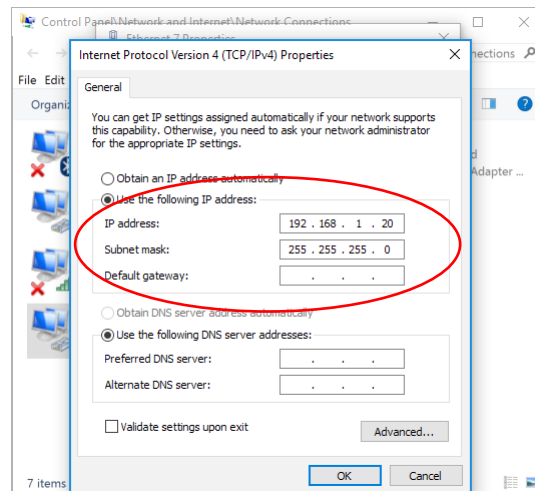 Control Panel\Network and Internet\Network Connections
Ethernet 7 Properties
Internet Protocol Version 4 (TCP/IPv4) Properties
nections
File Edit
General
Organiz
You can get IP settings assigned automatically if your network supports
this capability. Otherwise, you need to ask your network administrator
for the appropriate IP settings.
d
Adapter ...
Obtain an IP address automatically
Use the following IP address:
IP address: 192 . 168 . 1 . 20
Subnet mask: 255 . 255 . 255 . 0
Default gateway: . . .
Obtain DNS server address automatically
Use the following DNS server addresses:
Preferred DNS server: . . .
Alternate DNS server: . . .
Validate settings upon exit
Advanced...
OK Cancel
7 items